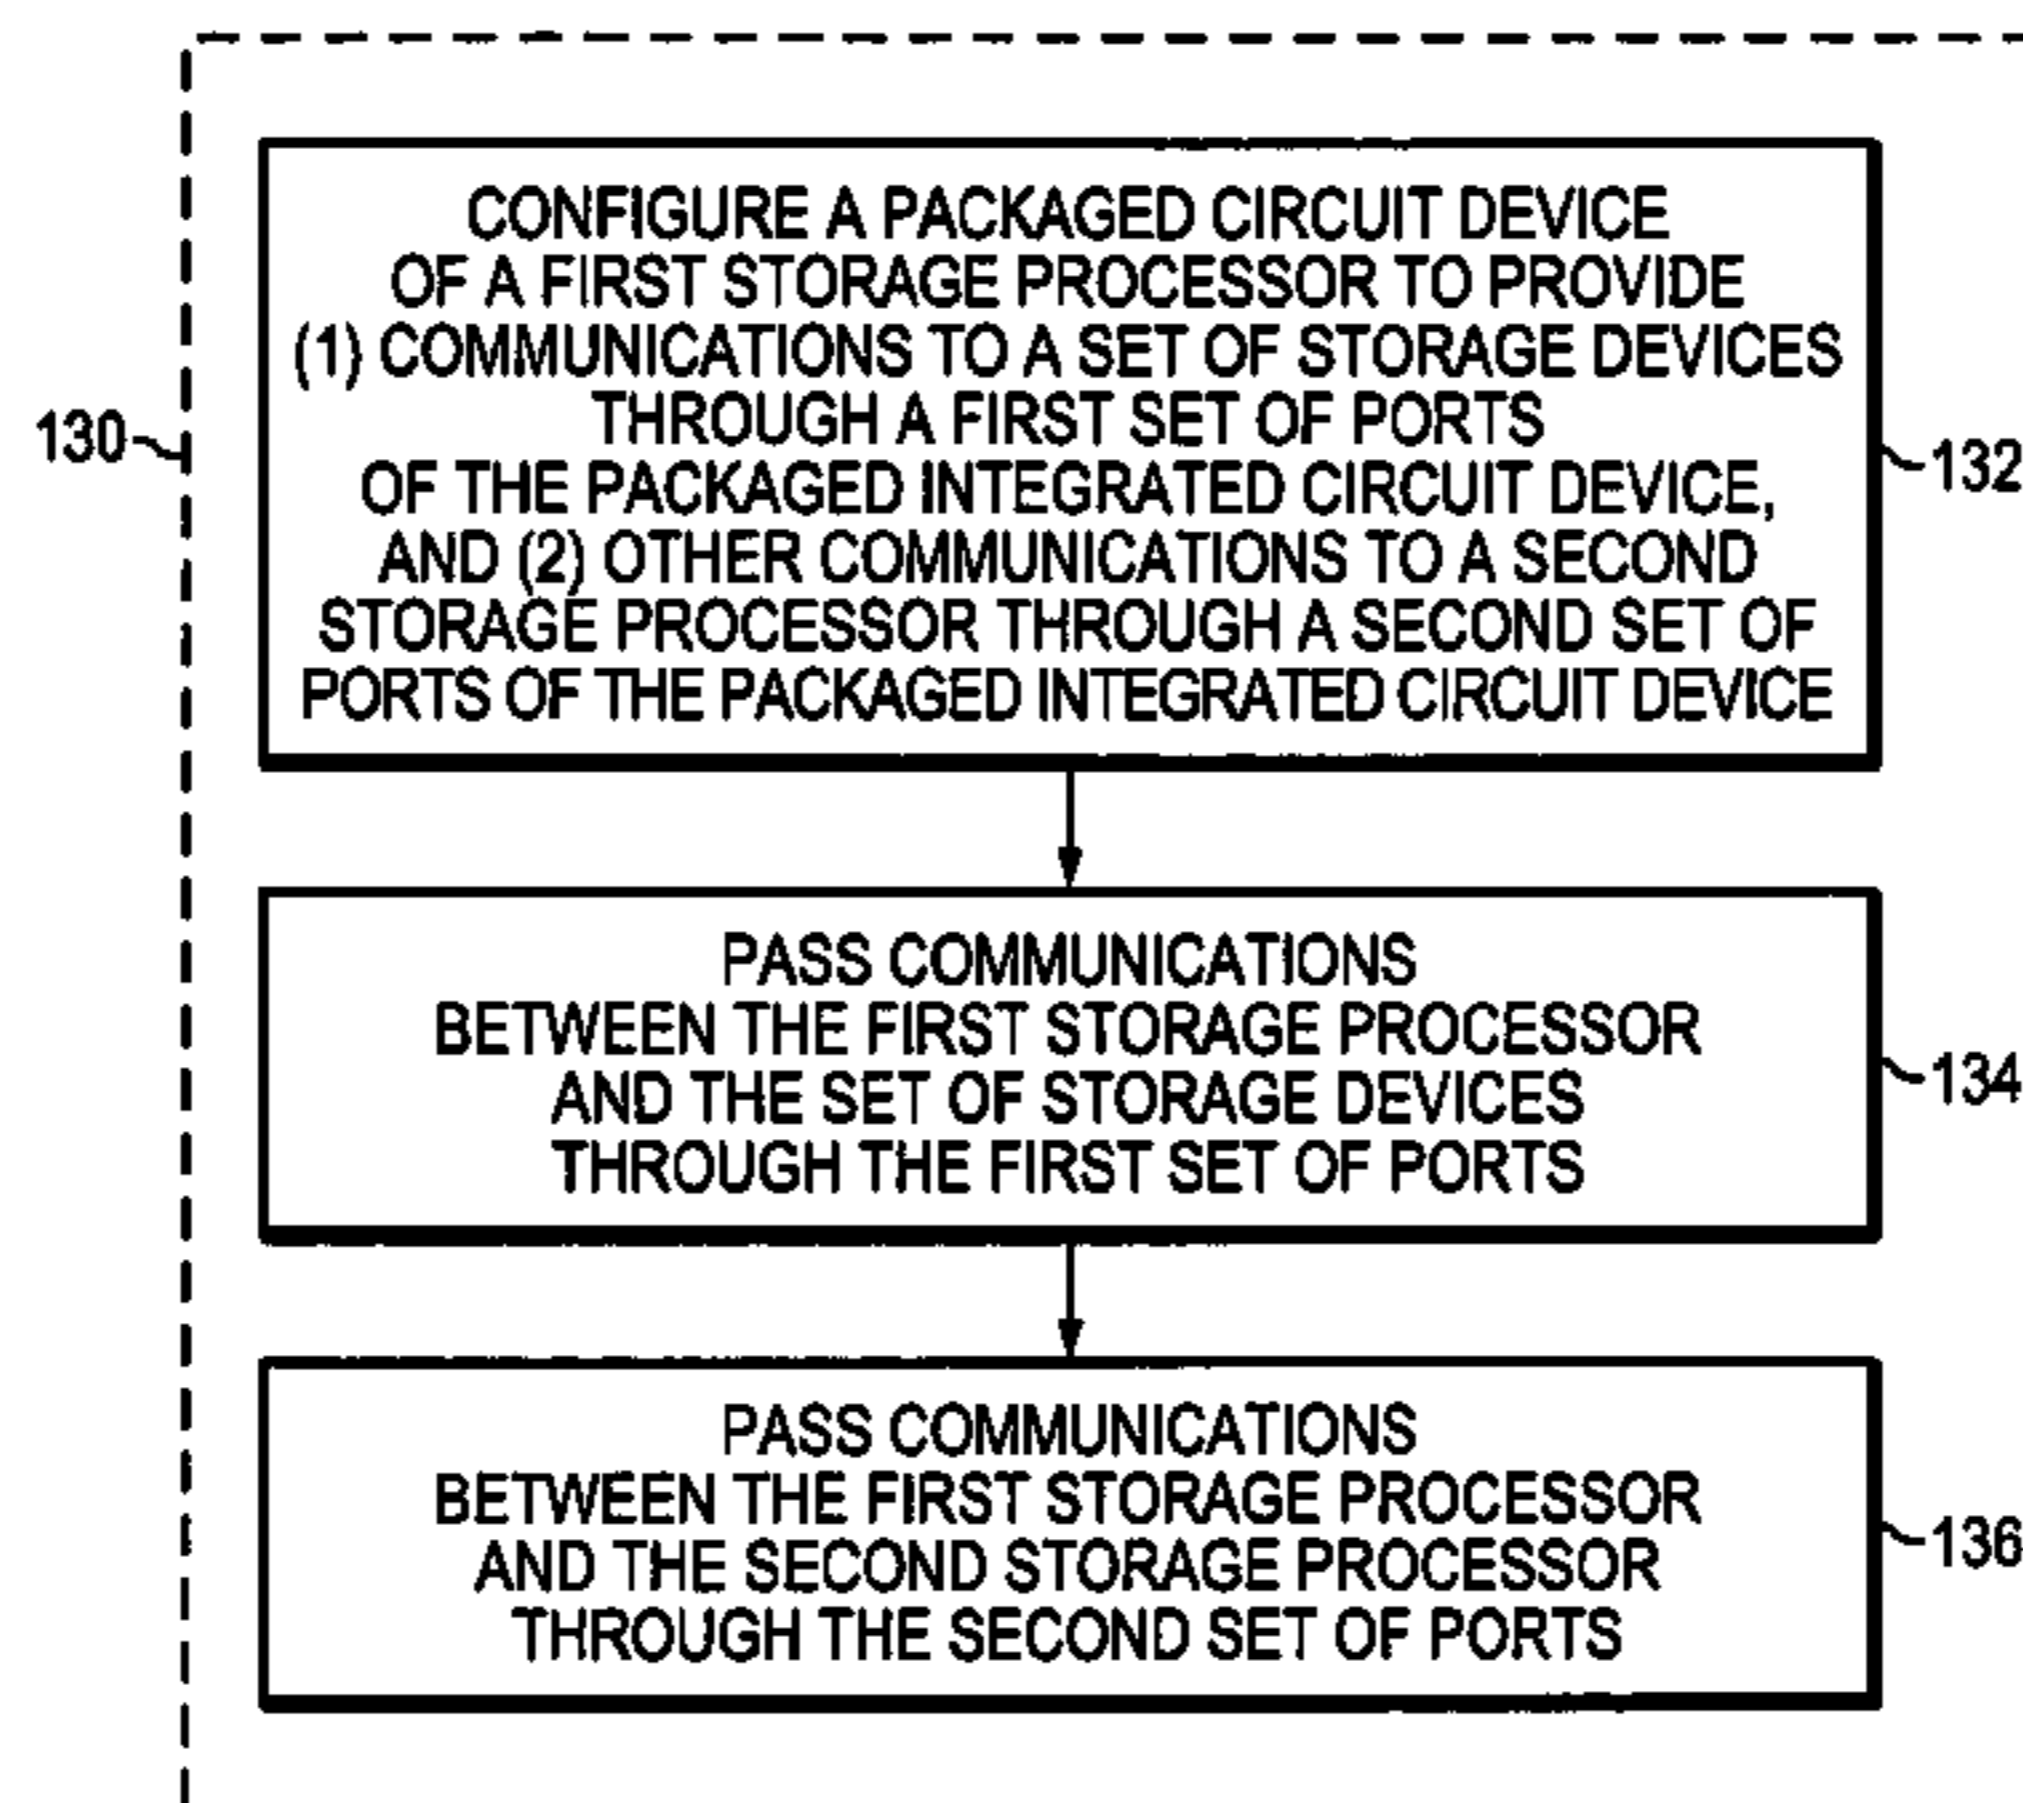 CONFIGURE A PACKAGED CIRCUIT DEVICE
OF A FIRST STORAGE PROCESSOR TO PROVIDE
(1) COMMUNICATIONS TO A SET OF STORAGE DEVICES
THROUGH A FIRST SET OF PORTS
OF THE PACKAGED INTEGRATED CIRCUIT DEVICE,
AND (2) OTHER COMMUNICATIONS TO A SECOND
STORAGE PROCESSOR THROUGH A SECOND SET OF
PORTS OF THE PACKAGED INTEGRATED CIRCUIT DEVICE
130
132
PASS COMMUNICATIONS
BETWEEN THE FIRST STORAGE PROCESSOR
AND THE SET OF STORAGE DEVICES
THROUGH THE FIRST SET OF PORTS
134
PASS COMMUNICATIONS
BETWEEN THE FIRST STORAGE PROCESSOR
AND THE SECOND STORAGE PROCESSOR
THROUGH THE SECOND SET OF PORTS
136